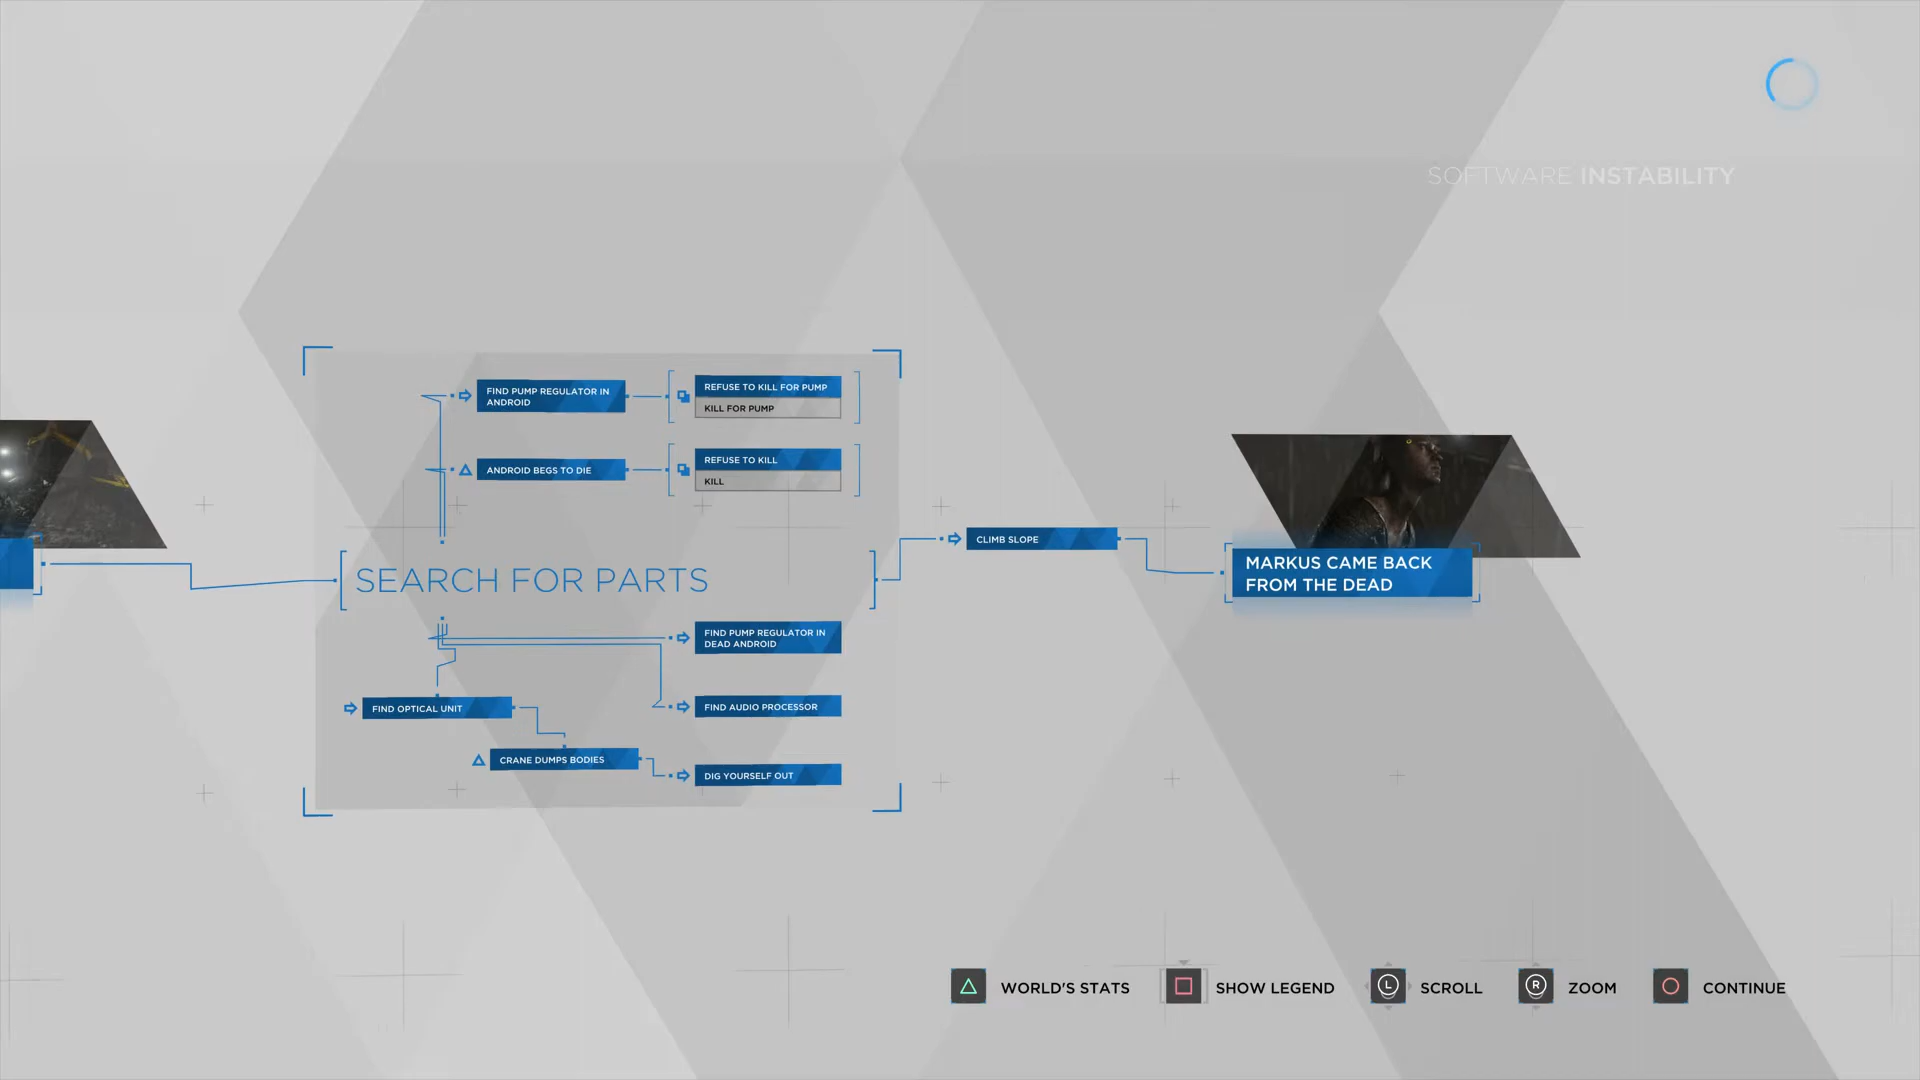 SOFTWARE INSTABILITY
FIND PUMP REGULATOR IN
ANDROID
REFUSE TO KILL FOR PUMP
KILL FOR PUMP
ANDROID BEGS TO DIE
REFUSE TO KILL
KILL
SEARCH FOR PARTS
CLIMB SLOPE
MARKUS CAME BACK
FROM THE DEAD
FIND PUMP REGULATOR IN
DEAD ANDROID
FIND OPTICAL UNIT
FIND AUDIO PROCESSOR
CRANE DUMPS BODIES
DIG YOURSELF OUT
WORLD'S STATS
SHOW LEGEND
L
SCROLL
R
ZOOM
CONTINUE